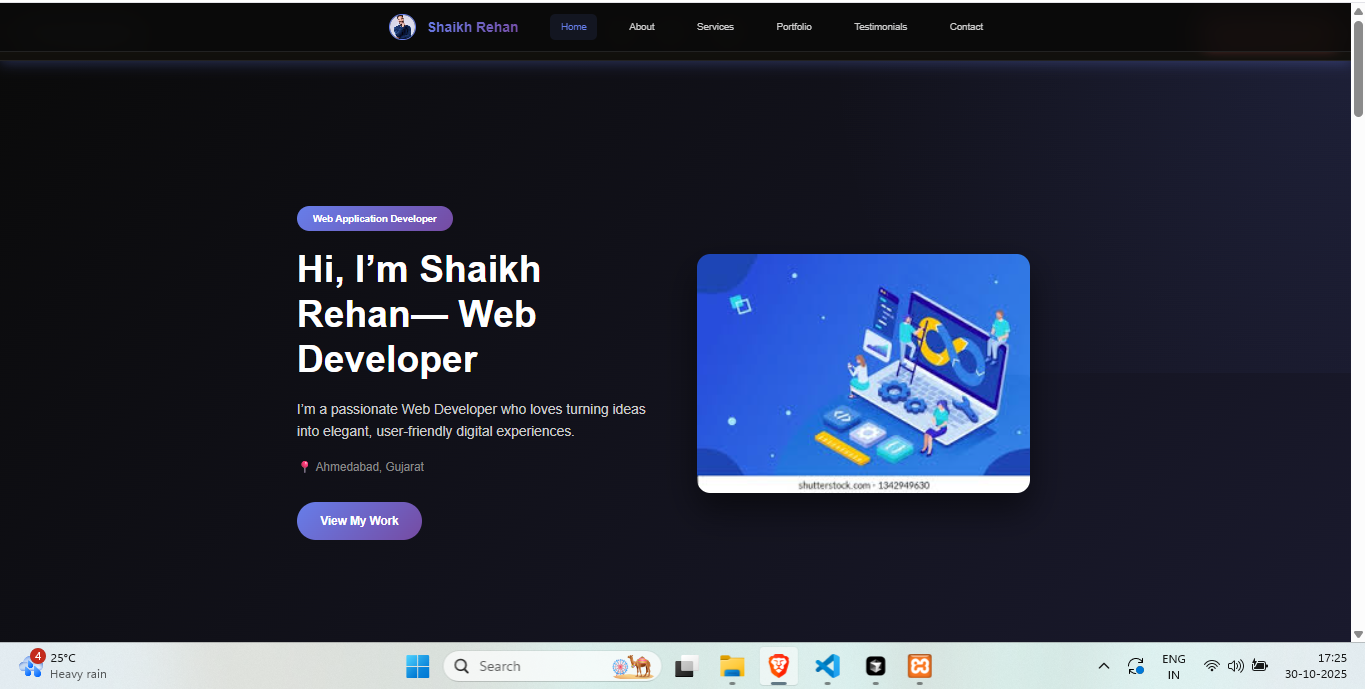 Shaikh Rehan
Home
About
Services
Portfolio
Testimonials
Contact
Web Application Developer
Hi, I’m Shaikh
Rehan— Web
Developer
I’m a passionate Web Developer who loves turning ideas
into elegant, user-friendly digital experiences.
Ahmedabad, Gujarat
View My Work
shutterstock.com · 1342949630
4
25°C
Heavy rain
Search
ENG
IN
17:25
30-10-2025